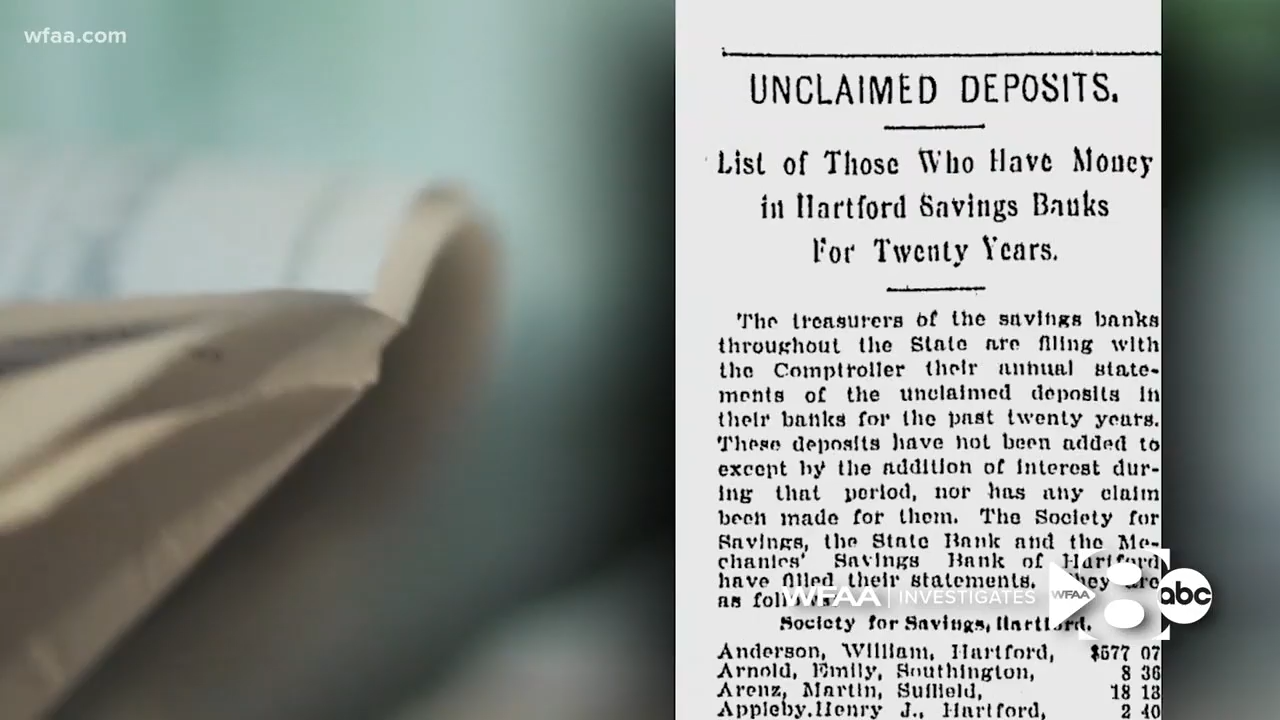 wfaa.com
UNCLAIMED DEPOSITS.
List of Those Who Have Money
in Hartford Savings Banks
For Twenty Years.
The treasurers of the savings banks
throughout the State are filing with
the Comptroller their annual state-
ments of the unclaimed deposits in
their banks for the past twenty years.
These deposits have not been added to
except by the addition of interest dur-
ing that period, nor has any claim
been made for them. The Society for
Savings, the State Bank and the Me-
chanics' Savings Bank of Hartford
have filed their statements. They are
as follows:
Society for Savings, Hartford.
Anderson, William, Hartford, $577 07
Arnold, Emily, Southington, 8 36
Arenz, Martin, Suffield, 18 13
Appleby, Henry J., Hartford, 2 40
WFAA | INVESTIGATES
WFAA 8 abc